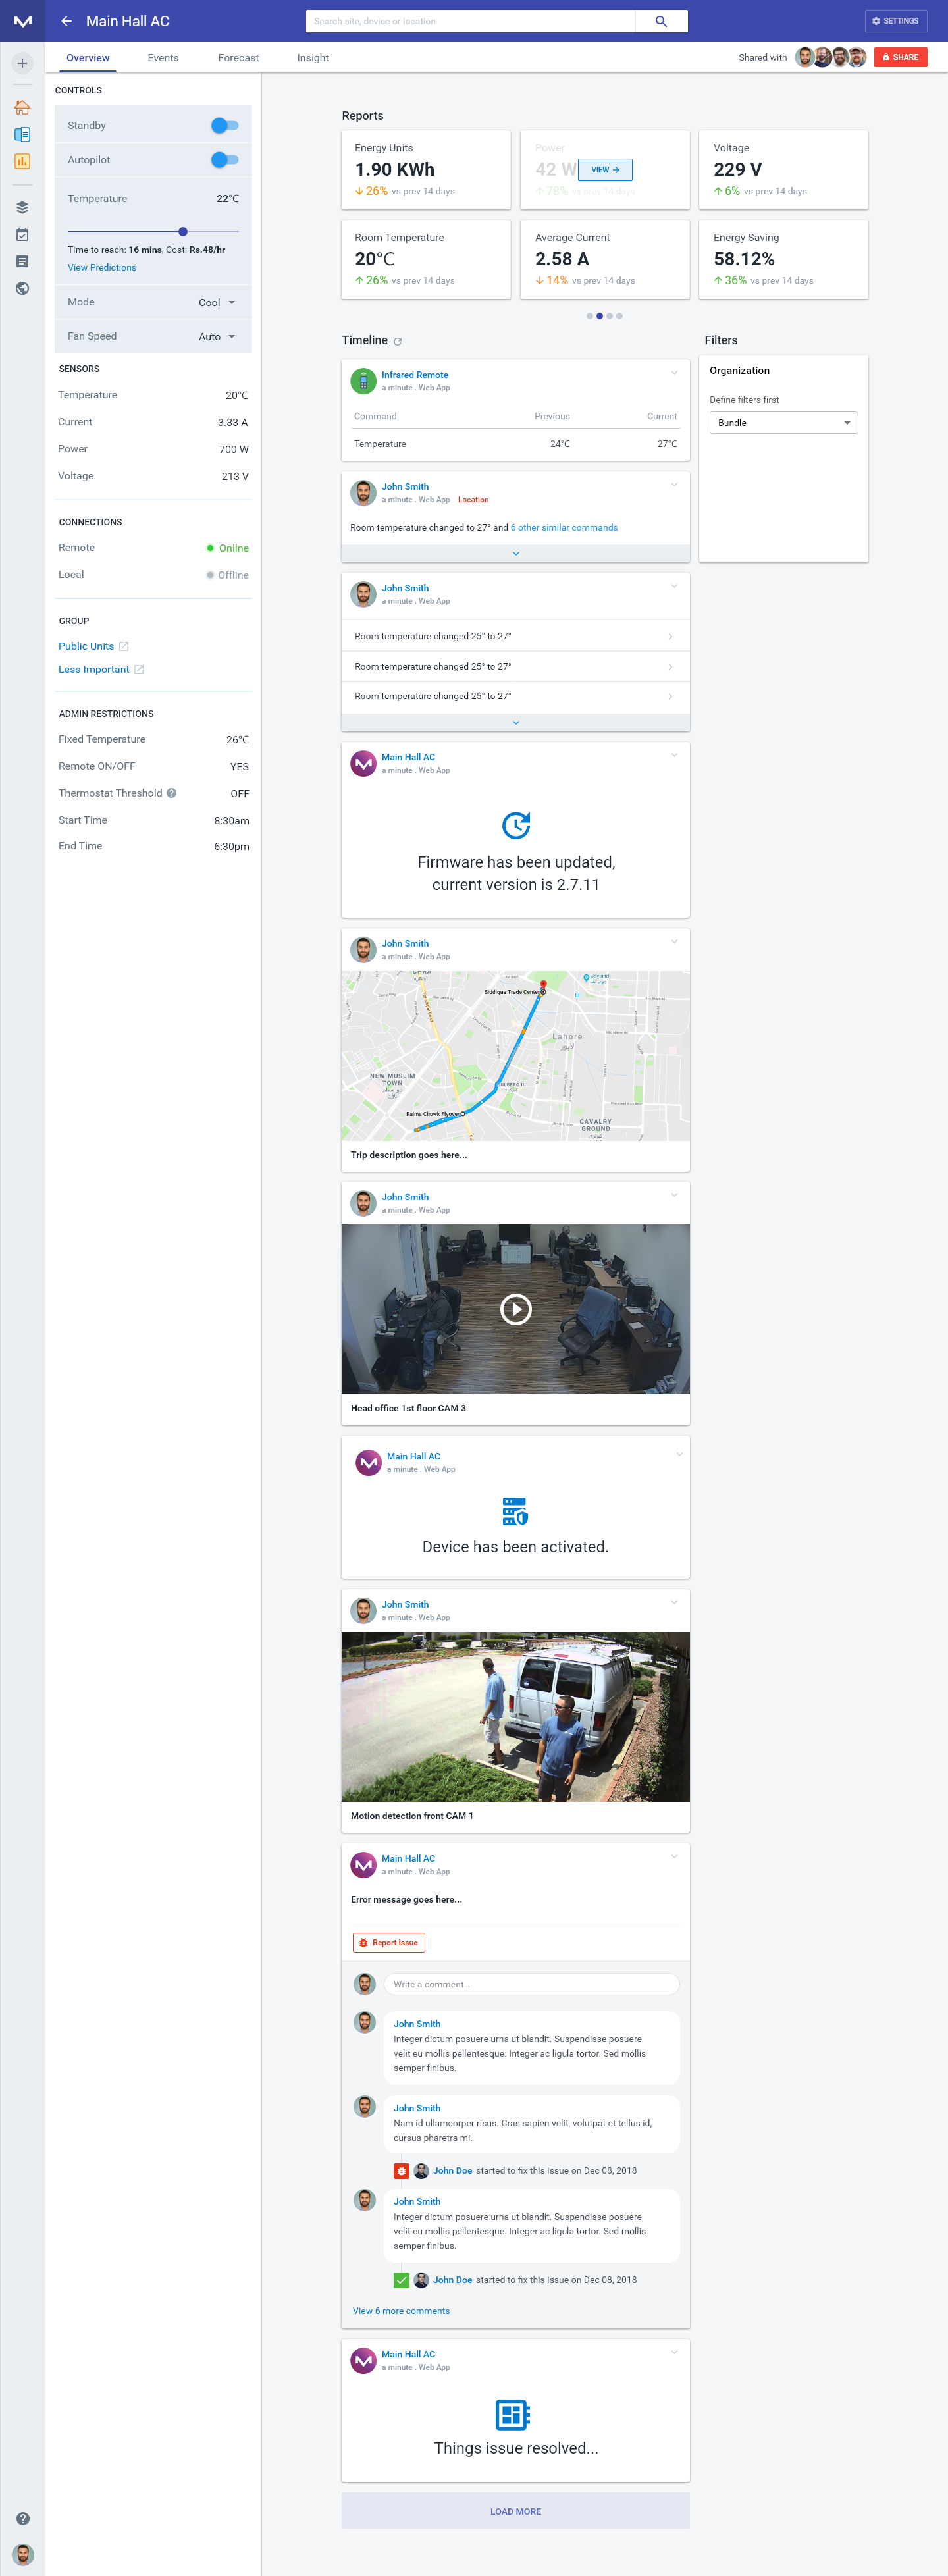 Main Hall AC
Search site, device or location
SETTINGS
Overview
Events
Forecast
Insight
Shared with
SHARE
CONTROLS
Standby
Autopilot
Temperature
22°C
Time to reach: 16 mins, Cost: Rs.48/hr
View Predictions
Mode
Cool
Fan Speed
Auto
SENSORS
Temperature
20°C
Current
3.33 A
Power
700 W
Voltage
213 V
CONNECTIONS
Remote
Online
Local
Offline
GROUP
Public Units
Less Important
ADMIN RESTRICTIONS
Fixed Temperature
26°C
Remote ON/OFF
YES
Thermostat Threshold
OFF
Start Time
8:30am
End Time
6:30pm
Reports
Energy Units
1.90 KWh
26% vs prev 14 days
Power
42 W
VIEW
78% vs prev 14 days
Voltage
229 V
6% vs prev 14 days
Room Temperature
20°C
26% vs prev 14 days
Average Current
2.58 A
14% vs prev 14 days
Energy Saving
58.12%
36% vs prev 14 days
Timeline
Infrared Remote
a minute . Web App
Command
Previous
Current
Temperature
24°C
27°C
John Smith
a minute . Web App
Location
Room temperature changed to 27° and 6 other similar commands
John Smith
a minute . Web App
Room temperature changed 25° to 27°
Room temperature changed 25° to 27°
Room temperature changed 25° to 27°
Main Hall AC
a minute . Web App
Firmware has been updated,
current version is 2.7.11
John Smith
a minute . Web App
Siddique Trade Center
Joyland
Lahore
لاہور
NEW MUSLIM
TOWN
GULBERG III
Kalma Chowk Flyover
CAVALRY
GROUND
Trip description goes here...
John Smith
a minute . Web App
Head office 1st floor CAM 3
Main Hall AC
a minute . Web App
Device has been activated.
John Smith
a minute . Web App
Motion detection front CAM 1
Main Hall AC
a minute . Web App
Error message goes here...
Report Issue
Write a comment...
John Smith
Integer dictum posuere urna ut blandit. Suspendisse posuere
velit eu mollis pellentesque. Integer ac ligula tortor. Sed mollis
semper finibus.
John Smith
Nam id ullamcorper risus. Cras sapien velit, volutpat et tellus id,
cursus pharetra mi.
John Doe started to fix this issue on Dec 08, 2018
John Smith
Integer dictum posuere urna ut blandit. Suspendisse posuere
velit eu mollis pellentesque. Integer ac ligula tortor. Sed mollis
semper finibus.
John Doe started to fix this issue on Dec 08, 2018
View 6 more comments
Main Hall AC
a minute . Web App
Things issue resolved...
LOAD MORE
Filters
Organization
Define filters first
Bundle